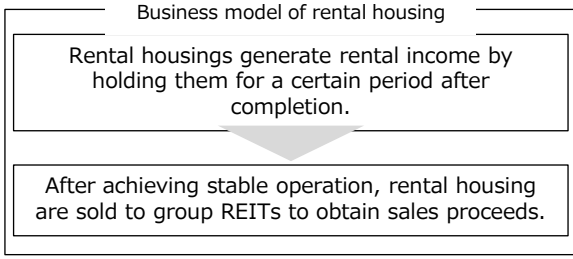 Business model of rental housing
Rental housings generate rental income by
holding them for a certain period after
completion.
After achieving stable operation, rental housing
are sold to group REITs to obtain sales proceeds.